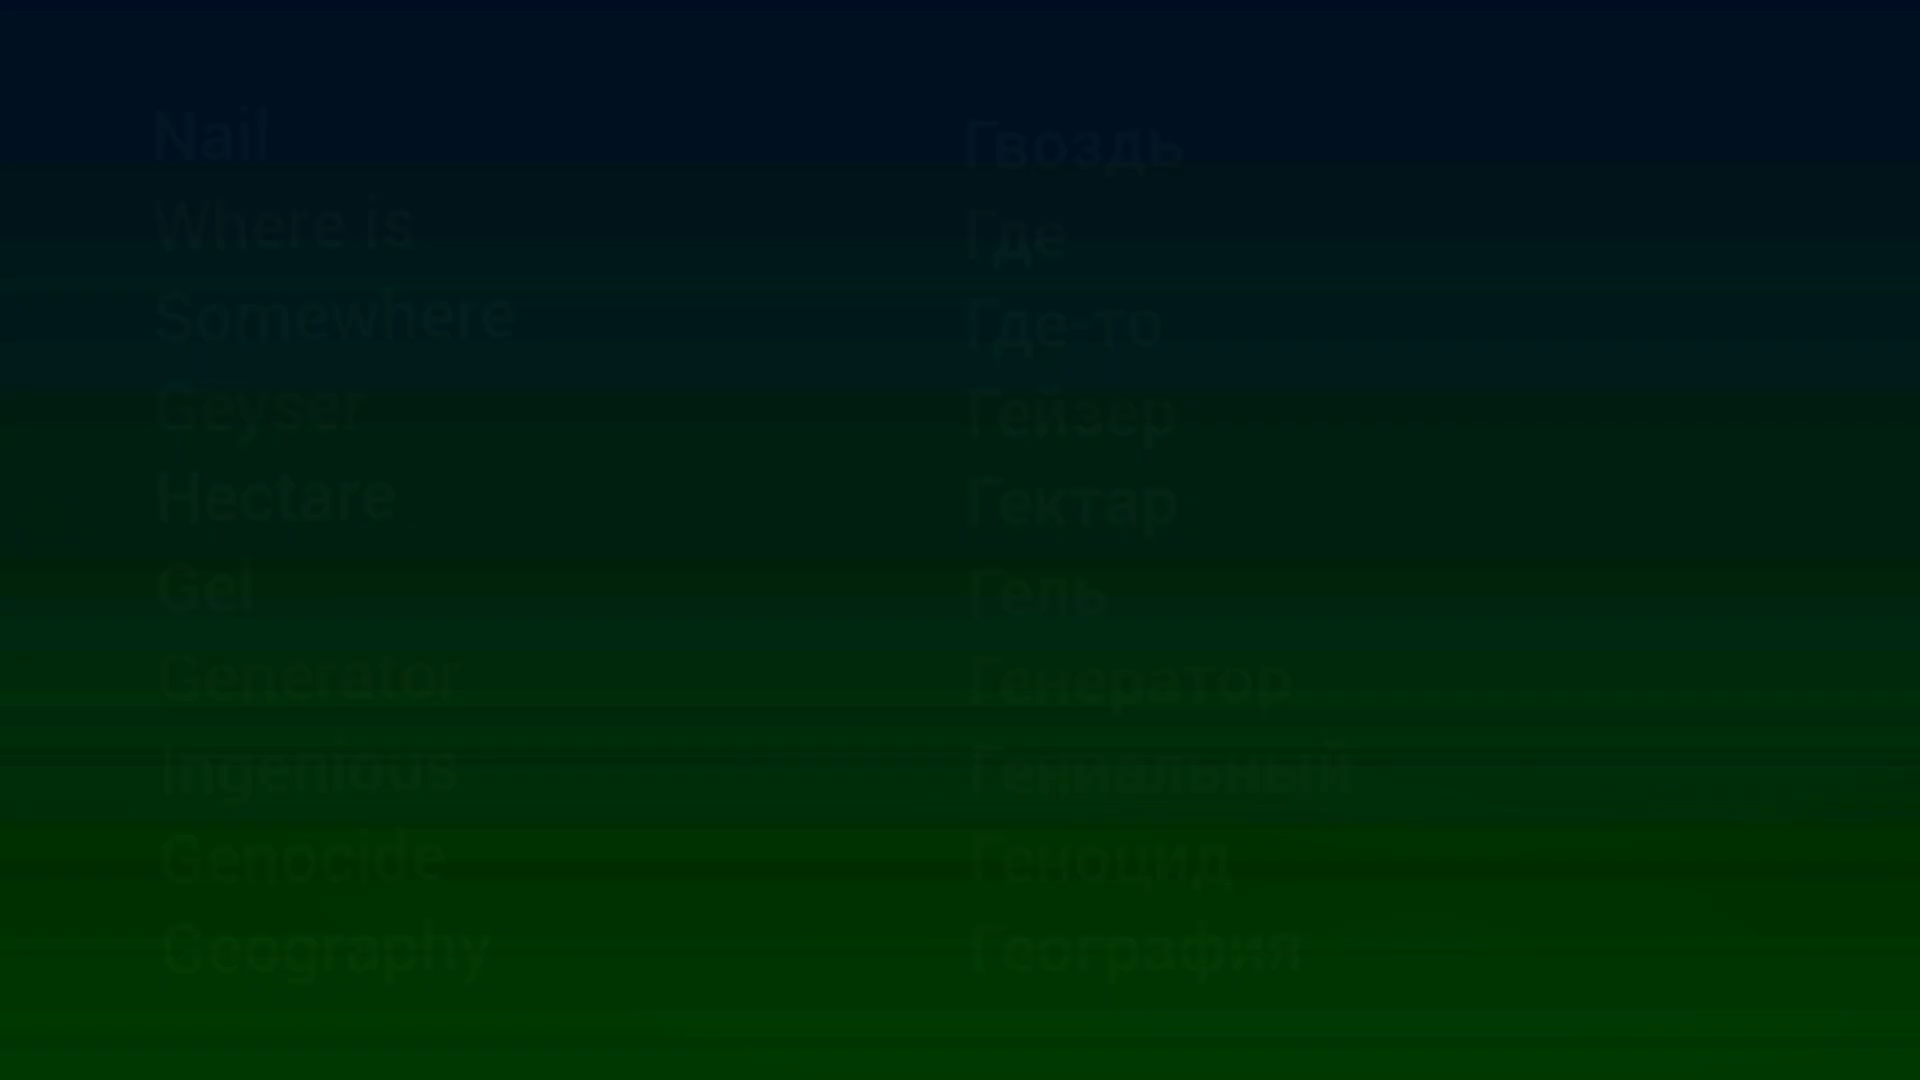 Nail Гвоздь
Where is Где
Somewhere Где-то
Geyser Гейзер
Hectare Гектар
Gel Гель
Generator Генератор
Ingenious Гениальный
Genocide Геноцид
Geography География